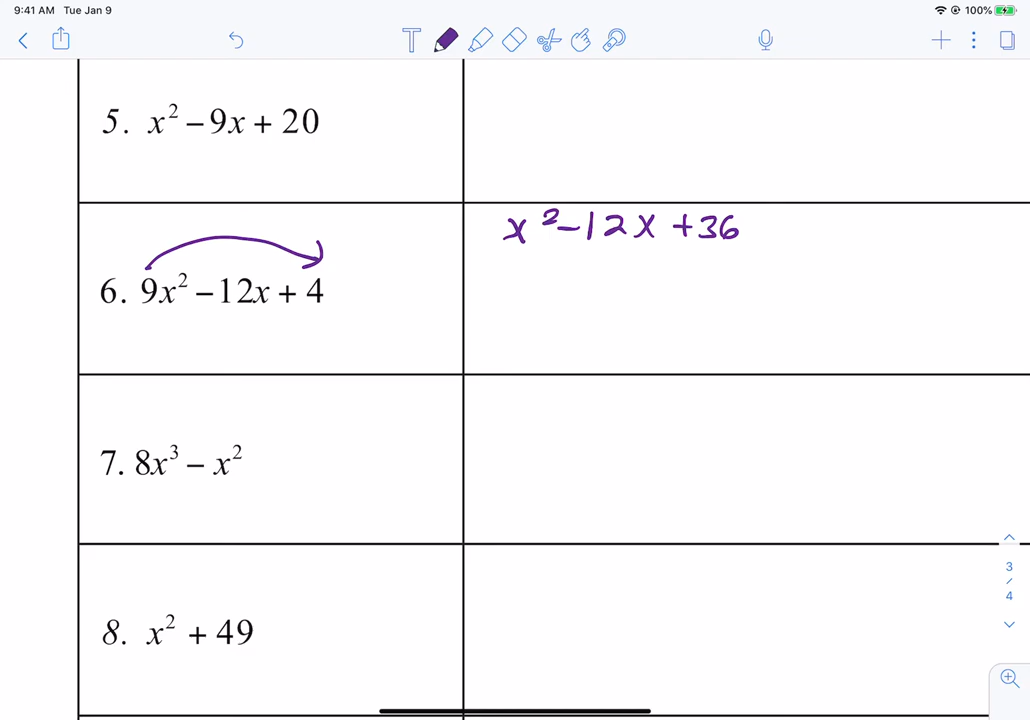 9:41 AM Tue Jan 9 100%
T
5. x² − 9x + 20
x² − 12x + 36
6. 9x² − 12x + 4
7. 8x³ − x²
3
/
4
8. x² + 49